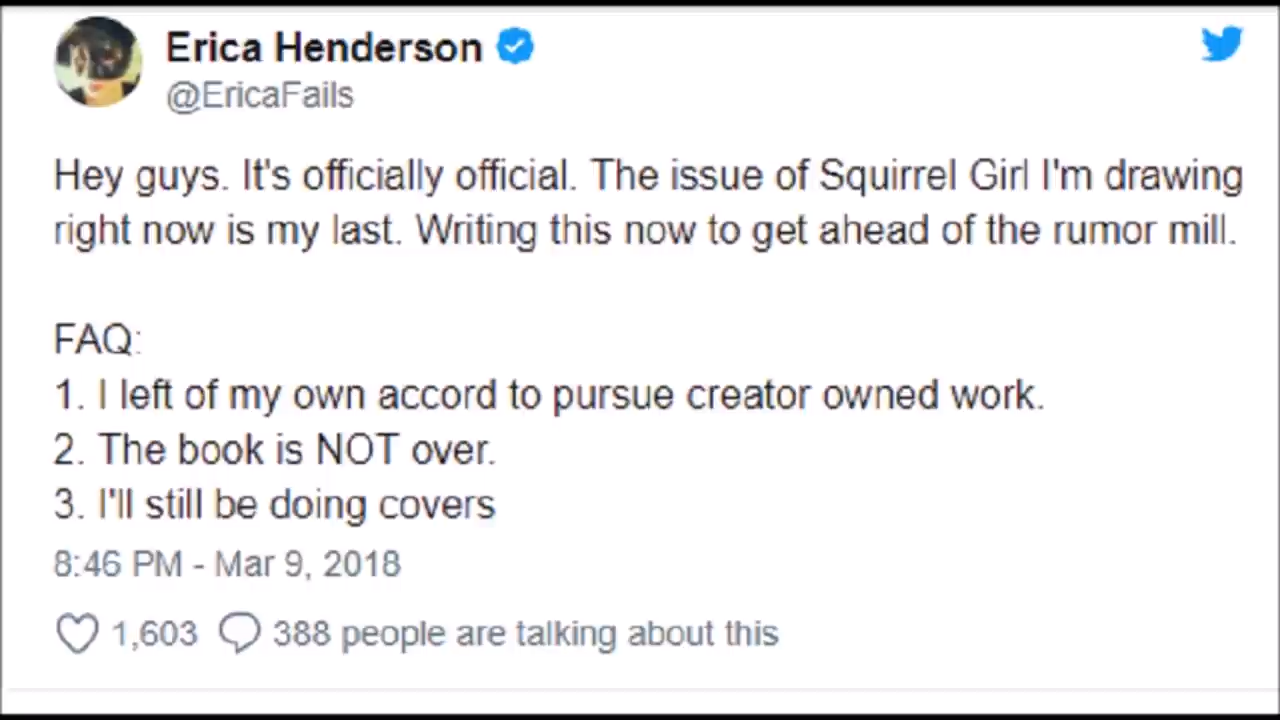 Erica Henderson
@EricaFails
Hey guys. It's officially official. The issue of Squirrel Girl I'm drawing
right now is my last. Writing this now to get ahead of the rumor mill.
FAQ:
1. I left of my own accord to pursue creator owned work.
2. The book is NOT over.
3. I'll still be doing covers
8:46 PM - Mar 9, 2018
1,603 388 people are talking about this